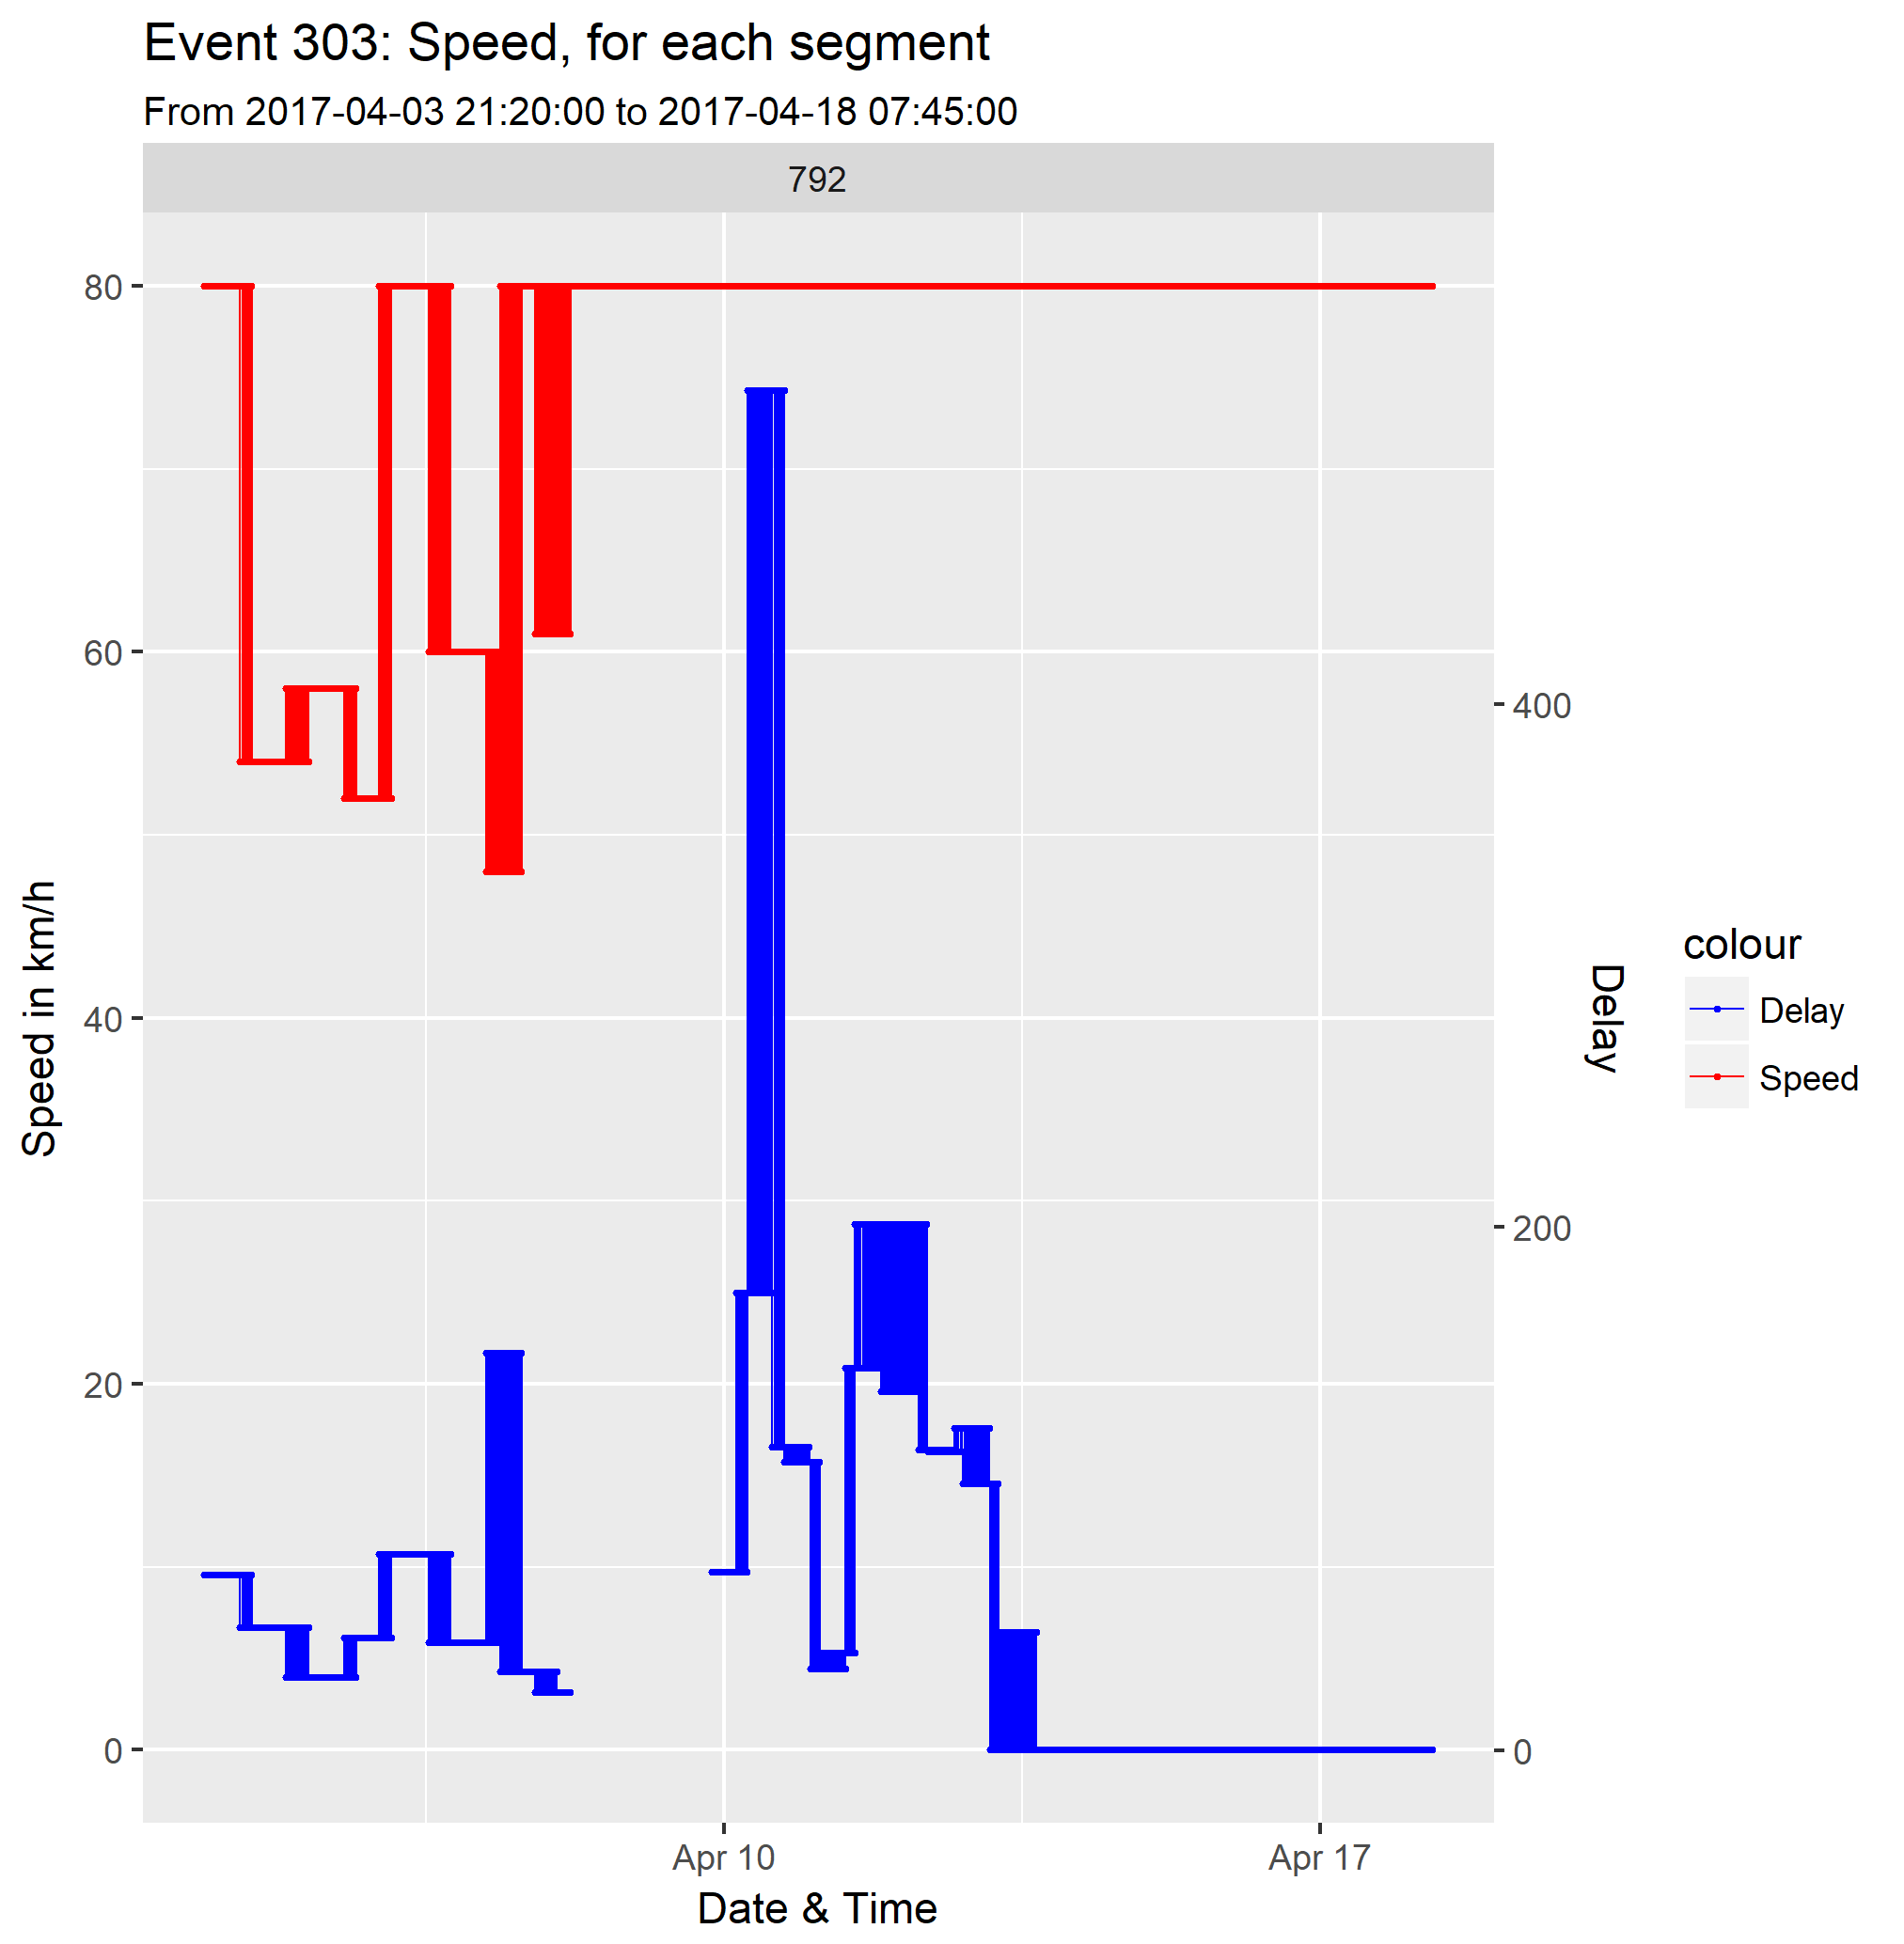 Event 303: Speed, for each segment
From 2017-04-03 21:20:00 to 2017-04-18 07:45:00
792
80
60
40
20
0
Speed in km/h
400
200
0
Delay
Apr 10
Apr 17
Date & Time
colour
Delay
Speed